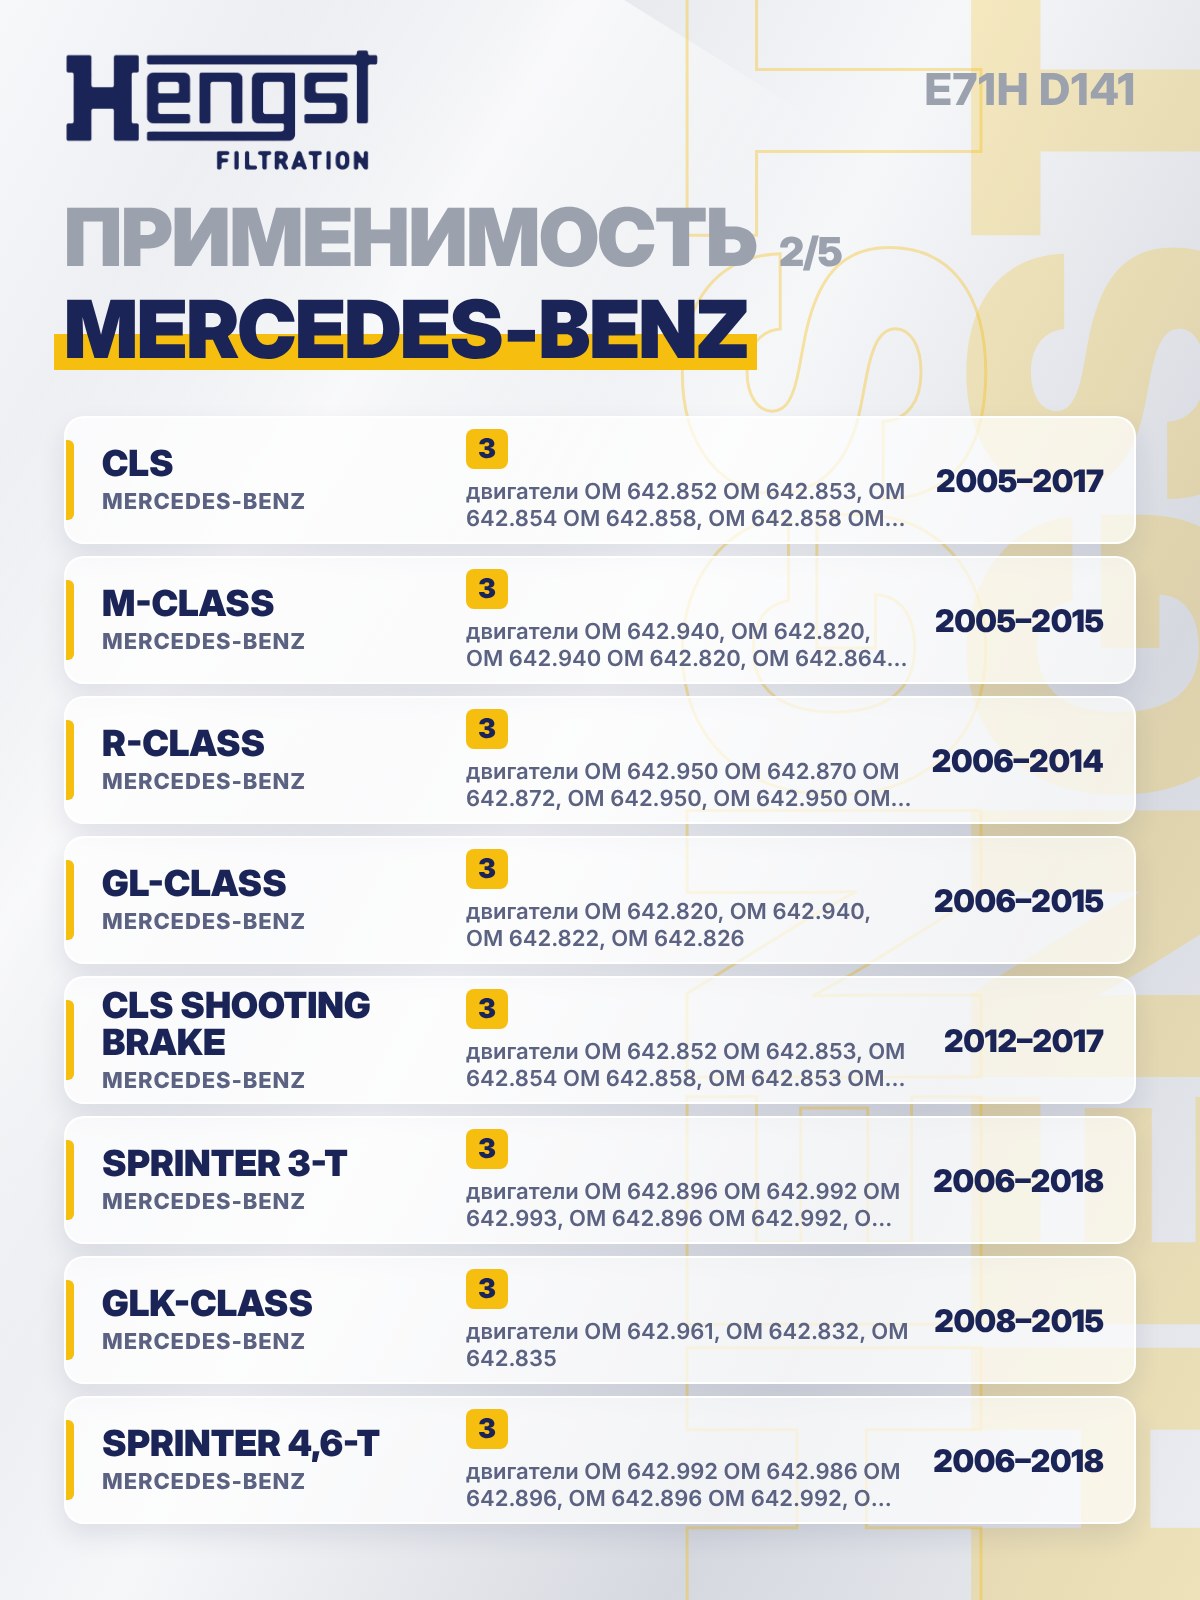 Hengst
FILTRATION
E71H D141
ПРИМЕНИМОСТЬ 2/5
MERCEDES-BENZ
CLS
MERCEDES-BENZ
3
двигатели OM 642.852 OM 642.853, OM
642.854 OM 642.858, OM 642.858 OM...
2005–2017
M-CLASS
MERCEDES-BENZ
3
двигатели OM 642.940, OM 642.820,
OM 642.940 OM 642.820, OM 642.864...
2005–2015
R-CLASS
MERCEDES-BENZ
3
двигатели OM 642.950 OM 642.870 OM
642.872, OM 642.950, OM 642.950 OM...
2006–2014
GL-CLASS
MERCEDES-BENZ
3
двигатели OM 642.820, OM 642.940,
OM 642.822, OM 642.826
2006–2015
CLS SHOOTING
BRAKE
MERCEDES-BENZ
3
двигатели OM 642.852 OM 642.853, OM
642.854 OM 642.858, OM 642.853 OM...
2012–2017
SPRINTER 3-T
MERCEDES-BENZ
3
двигатели OM 642.896 OM 642.992 OM
642.993, OM 642.896 OM 642.992, O...
2006–2018
GLK-CLASS
MERCEDES-BENZ
3
двигатели OM 642.961, OM 642.832, OM
642.835
2008–2015
SPRINTER 4,6-T
MERCEDES-BENZ
3
двигатели OM 642.992 OM 642.986 OM
642.896, OM 642.896 OM 642.992, O...
2006–2018
HENGST
HENGST